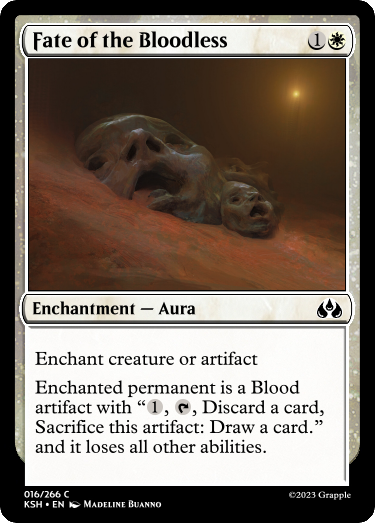 Fate of the Bloodless 1
Enchantment — Aura
Enchant creature or artifact
Enchanted permanent is a Blood
artifact with “1, , Discard a card,
Sacrifice this artifact: Draw a card.”
and it loses all other abilities.
016/266 C
KSH • EN Madeline Buanno
©2023 Grapple